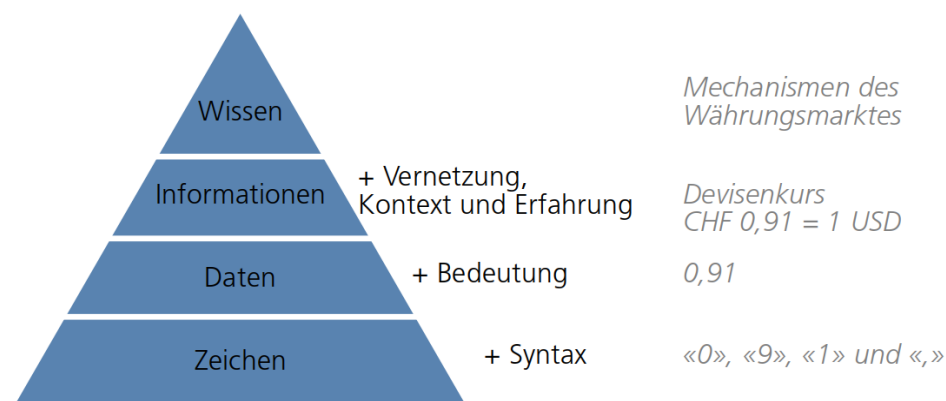 Wissen
Mechanismen des
Währungsmarktes
Informationen
+ Vernetzung,
Kontext und Erfahrung
Devisenkurs
CHF 0,91 = 1 USD
Daten
+ Bedeutung
0,91
Zeichen
+ Syntax
«0», «9», «1» und «,»